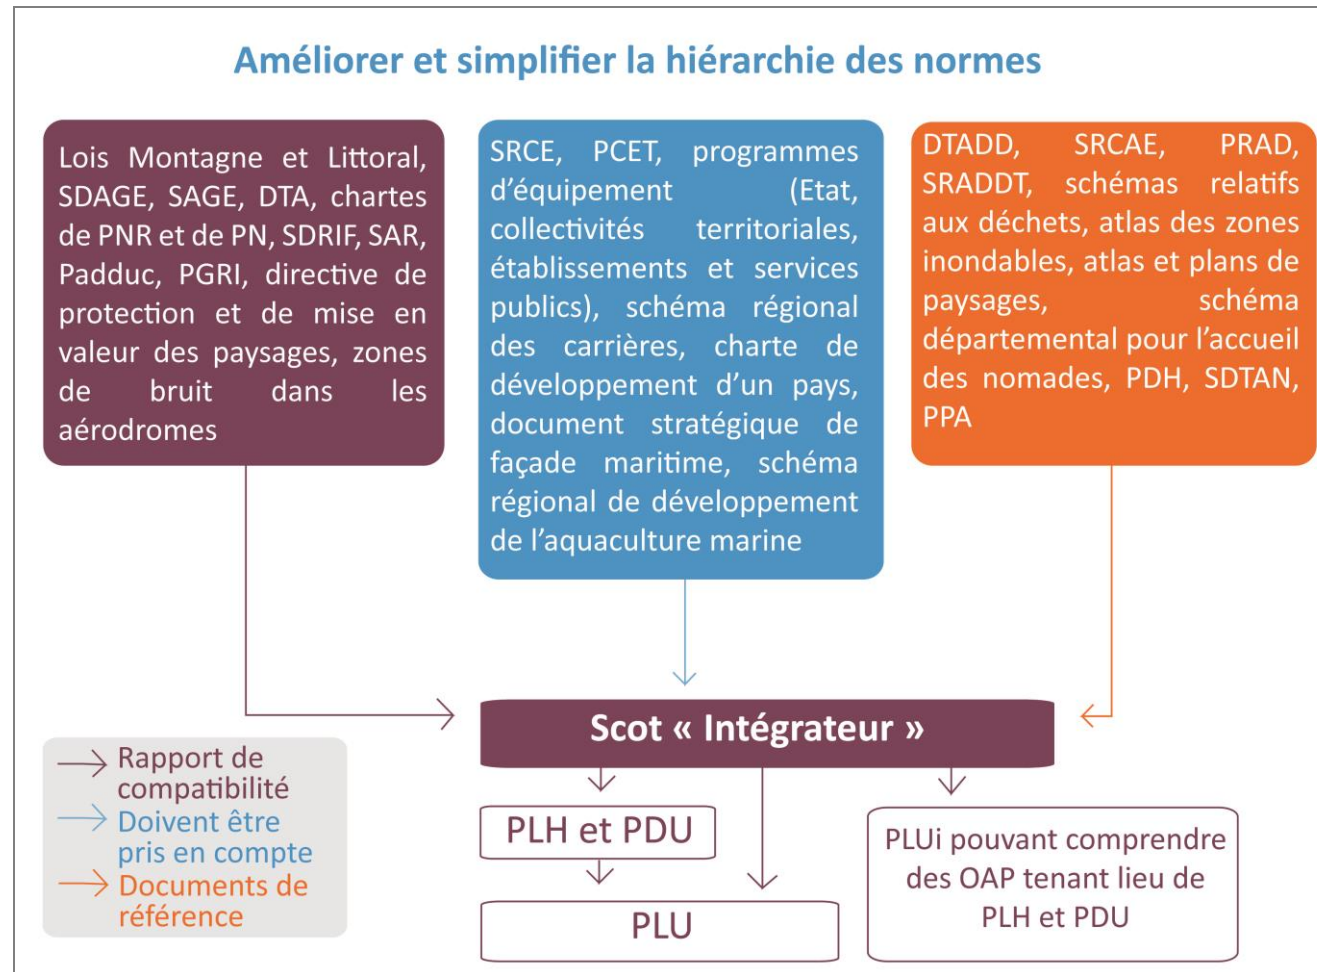 Améliorer et simplifier la hiérarchie des normes
Lois Montagne et Littoral,
SDAGE, SAGE, DTA, chartes
de PNR et de PN, SDRIF, SAR,
Padduc, PGRI, directive de
protection et de mise en
valeur des paysages, zones
de bruit dans les
aérodromes
SRCE, PCET, programmes
d’équipement (Etat,
collectivités territoriales,
établissements et services
publics), schéma régional
des carrières, charte de
développement d’un pays,
document stratégique de
façade maritime, schéma
régional de développement
de l’aquaculture marine
DTADD, SRCAE, PRAD,
SRADDT, schémas relatifs
aux déchets, atlas des zones
inondables, atlas et plans de
paysages, schéma
départemental pour l’accueil
des nomades, PDH, SDTAN,
PPA
Scot « Intégrateur »
Rapport de
compatibilité
Doivent être
pris en compte
Documents de
référence
PLH et PDU
PLU
PLUi pouvant comprendre
des OAP tenant lieu de
PLH et PDU